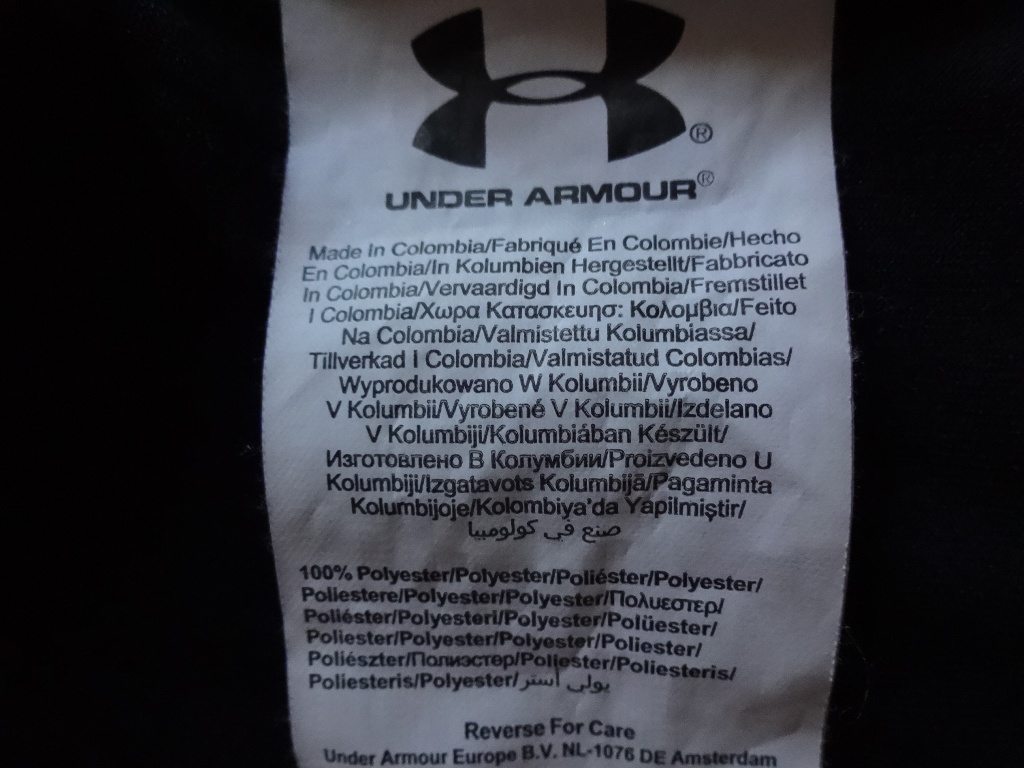 ®
UNDER ARMOUR®
Made In Colombia/Fabriqué En Colombie/Hecho
En Colombia/In Kolumbien Hergestellt/Fabbricato
In Colombia/Vervaardigd In Colombia/Fremstillet
I Colombia/Χωρα Κατασκευησ: Κολομβια/Feito
Na Colombia/Valmistettu Kolumbiassa/
Tillverkad I Colombia/Valmistatud Colombias/
Wyprodukowano W Kolumbii/Vyrobeno
V Kolumbii/Vyrobené V Kolumbii/Izdelano
V Kolumbiji/Kolumbiában Készült/
Изготовлено В Колумбии/Proizvedeno U
Kolumbiji/Izgatavots Kolumbijā/Pagaminta
Kolumbijoje/Kolombiya'da Yapilmiştir/
صنع في كولومبيا
100% Polyester/Polyester/Poliéster/Polyester/
Poliestere/Polyester/Polyester/Πολυεστερ/
Poliéster/Polyesteri/Polyester/Polüester/
Poliester/Polyester/Polyester/Poliester/
Poliészter/Полиэстер/Poliester/Poliesteris/
Poliesteris/Polyester/بولي أستر
Reverse For Care
Under Armour Europe B.V. NL-1076 DE Amsterdam